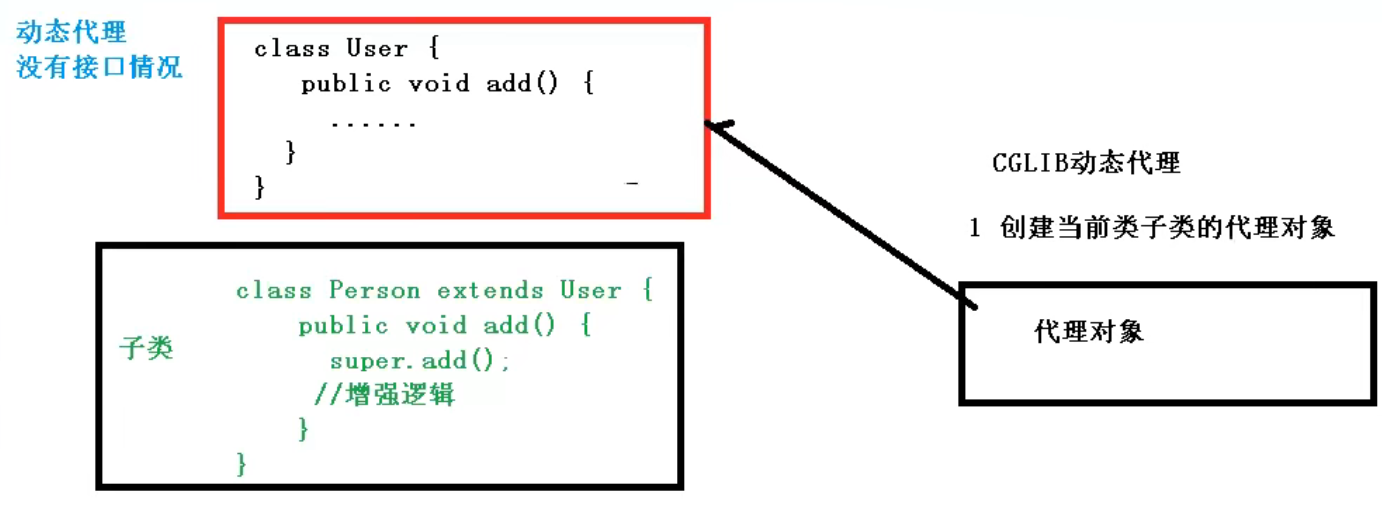 动态代理
没有接口情况
class User {
public void add() {
......
}
}
CGLIB动态代理
1 创建当前类子类的代理对象
代理对象
子类
class Person extends User {
public void add() {
super.add();
//增强逻辑
}
}